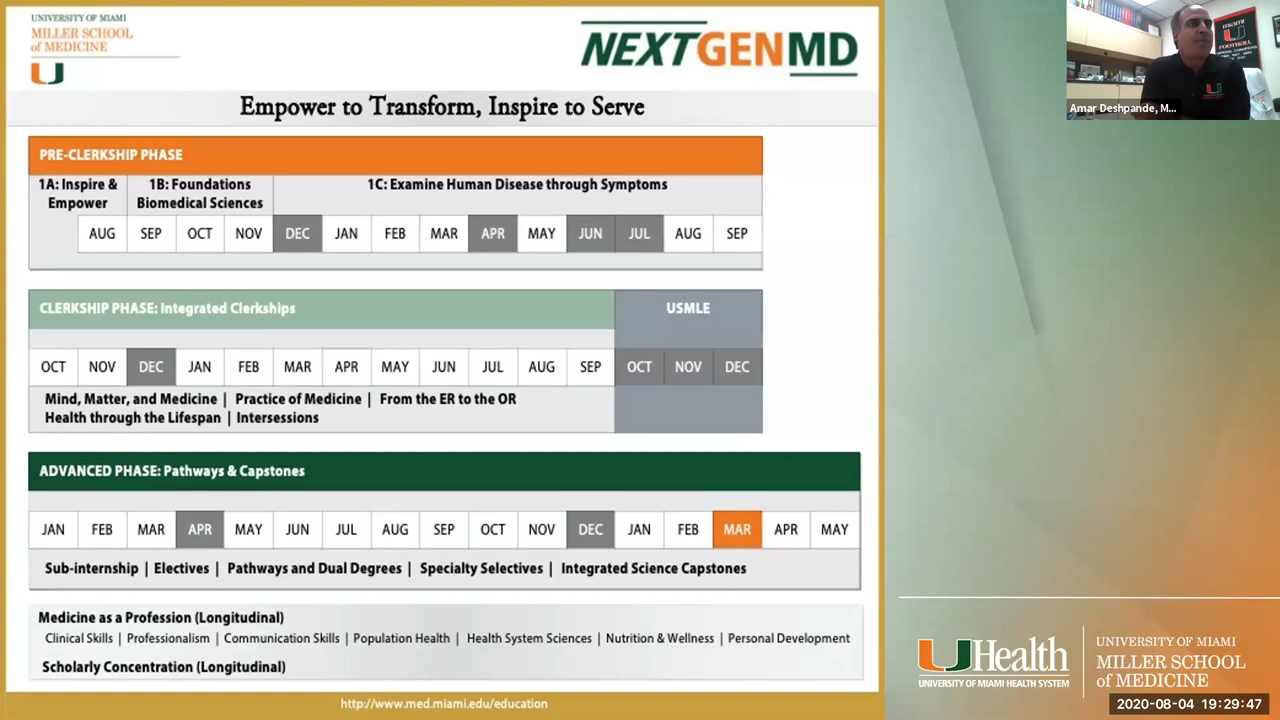 UNIVERSITY OF MIAMI
MILLER SCHOOL
of MEDICINE
NEXTGENMD
Empower to Transform, Inspire to Serve
PRE-CLERKSHIP PHASE
1A: Inspire & Empower
1B: Foundations Biomedical Sciences
1C: Examine Human Disease through Symptoms
AUG SEP OCT NOV DEC JAN FEB MAR APR MAY JUN JUL AUG SEP
CLERKSHIP PHASE: Integrated Clerkships
USMLE
OCT NOV DEC JAN FEB MAR APR MAY JUN JUL AUG SEP OCT NOV DEC
Mind, Matter, and Medicine | Practice of Medicine | From the ER to the OR
Health through the Lifespan | Intersessions
ADVANCED PHASE: Pathways & Capstones
JAN FEB MAR APR MAY JUN JUL AUG SEP OCT NOV DEC JAN FEB MAR APR MAY
Sub-internship | Electives | Pathways and Dual Degrees | Specialty Selectives | Integrated Science Capstones
Medicine as a Profession (Longitudinal)
Clinical Skills | Professionalism | Communication Skills | Population Health | Health System Sciences | Nutrition & Wellness | Personal Development
Scholarly Concentration (Longitudinal)
http://www.med.miami.edu/education
MIAMI
FOOTBALL
Amar Deshpande, M...
UHealth
UNIVERSITY OF MIAMI HEALTH SYSTEM
UNIVERSITY OF MIAMI
MILLER SCHOOL
of MEDICINE
2020-08-04 19:29:47